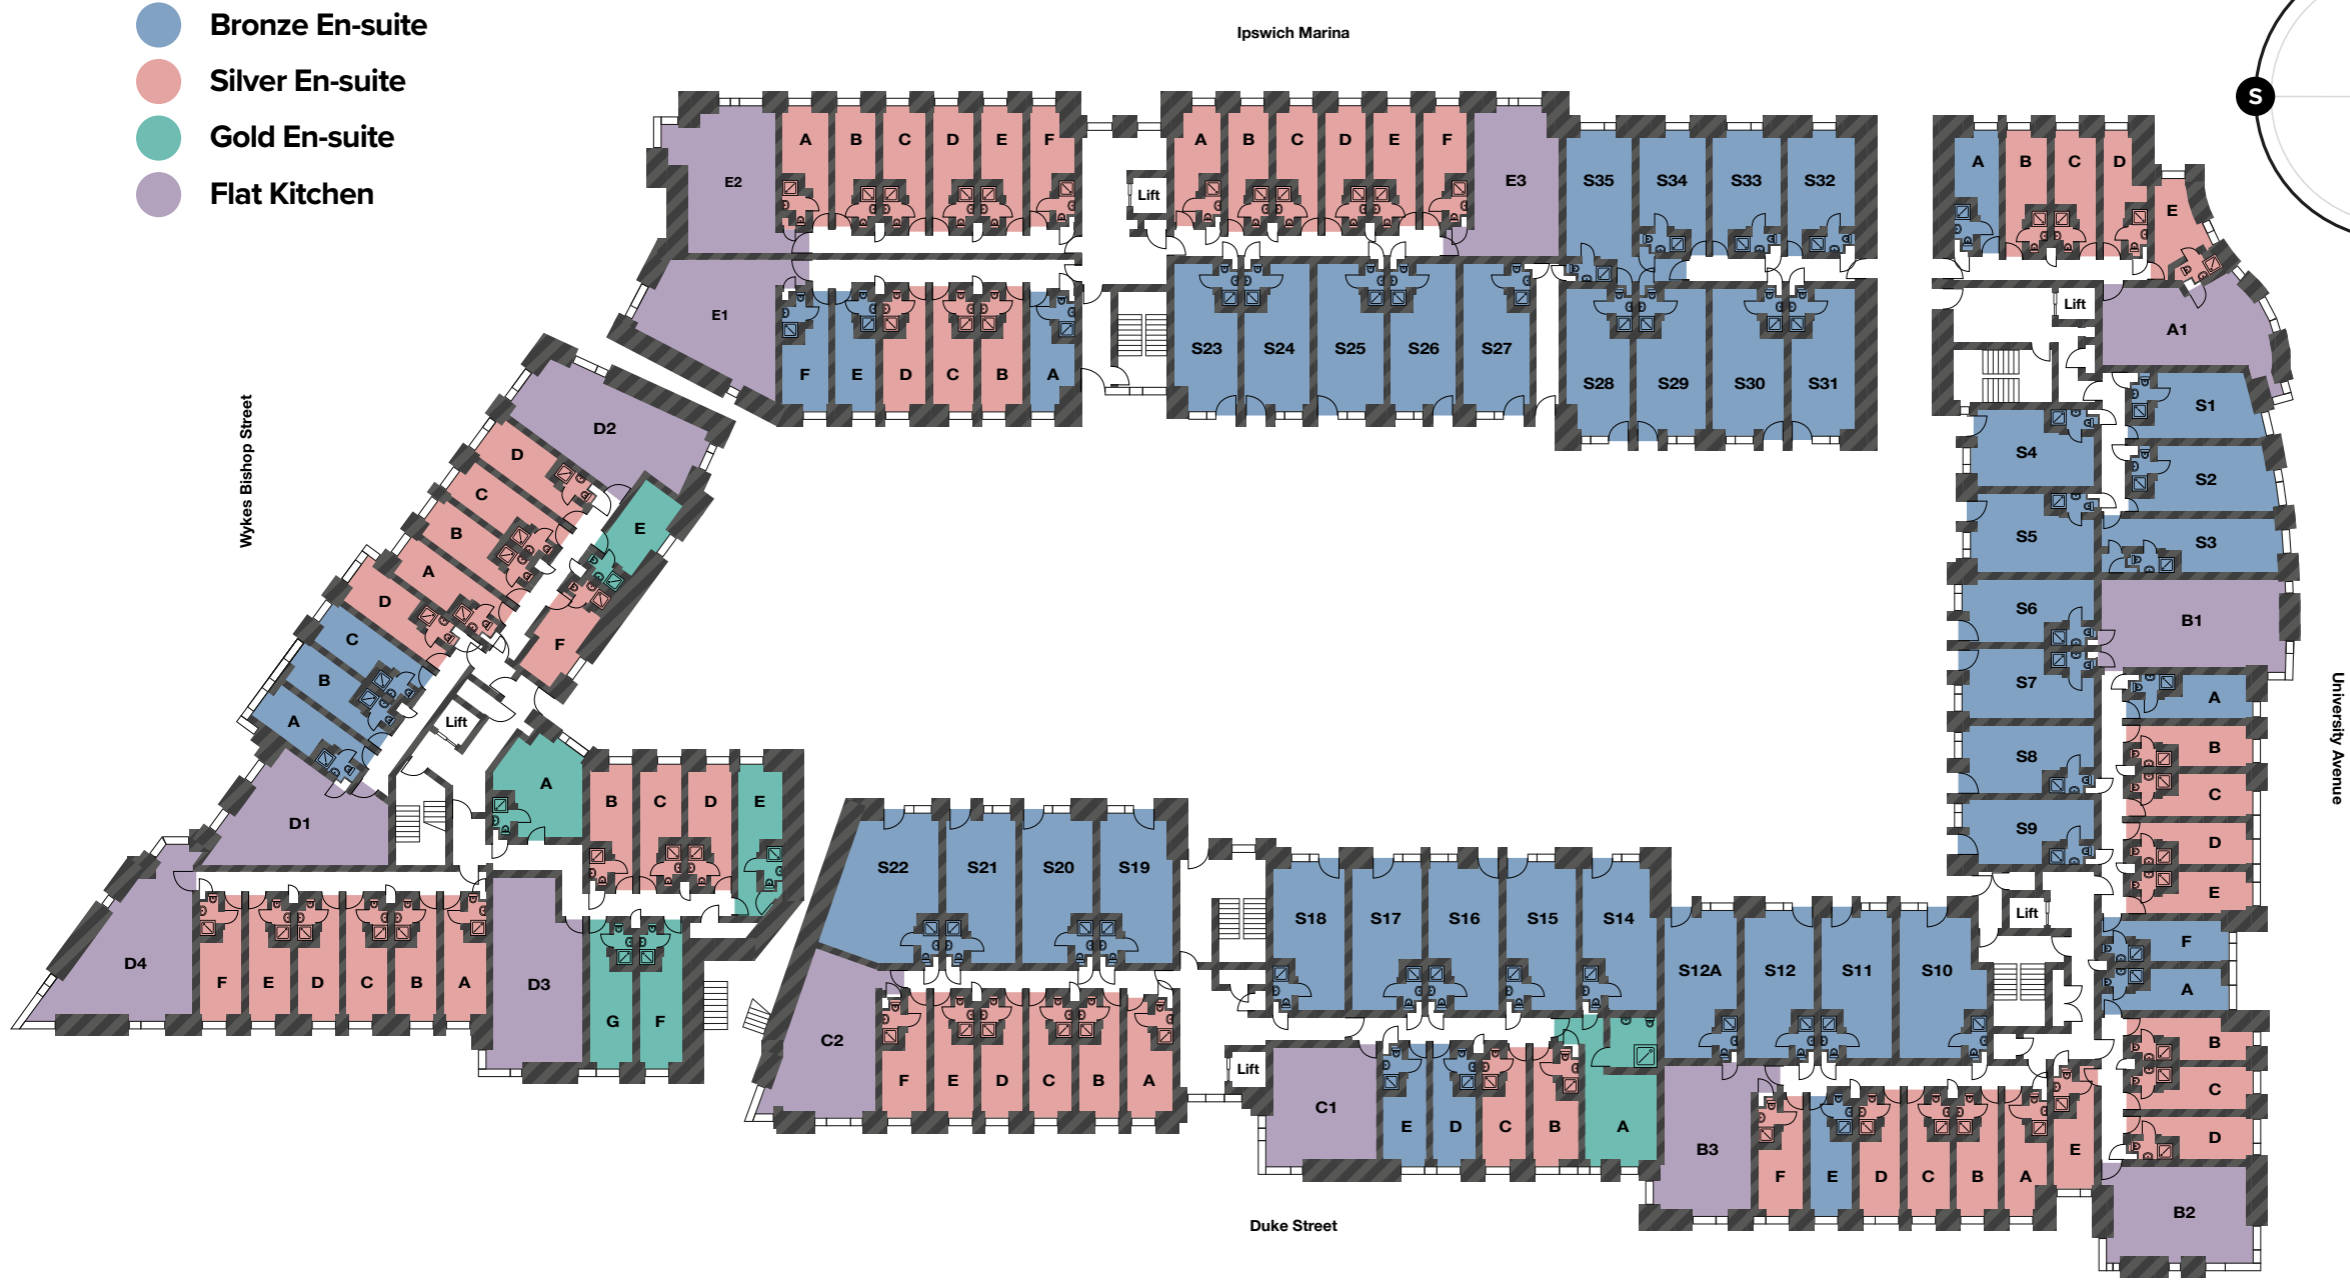 Bronze En-suite
Silver En-suite
Gold En-suite
Flat Kitchen
Ipswich Marina
S
E2
A B C D E F
Lift
A B C D E F
E3
S35 S34 S33 S32
A B C D
E
Lift
A1
E1
F E D C B A
S23 S24 S25 S26 S27
S28 S29 S30 S31
S1
S4
S2
S5
S3
S6
B1
S7
A
S8
B
C
S9
D
E
Lift
F
A
B
C
D
B2
University Avenue
Wykes Bishop Street
D2
D
C
B
A
E
F
D
C
B
A
Lift
D1
A
B C D E
D4
F E D C B A
D3
G F
S22 S21 S20 S19
C2
F E D C B A
S18 S17 S16 S15 S14
S12A S12 S11 S10
Lift
C1
E D C B A
B3
F E D C B A E
Duke Street